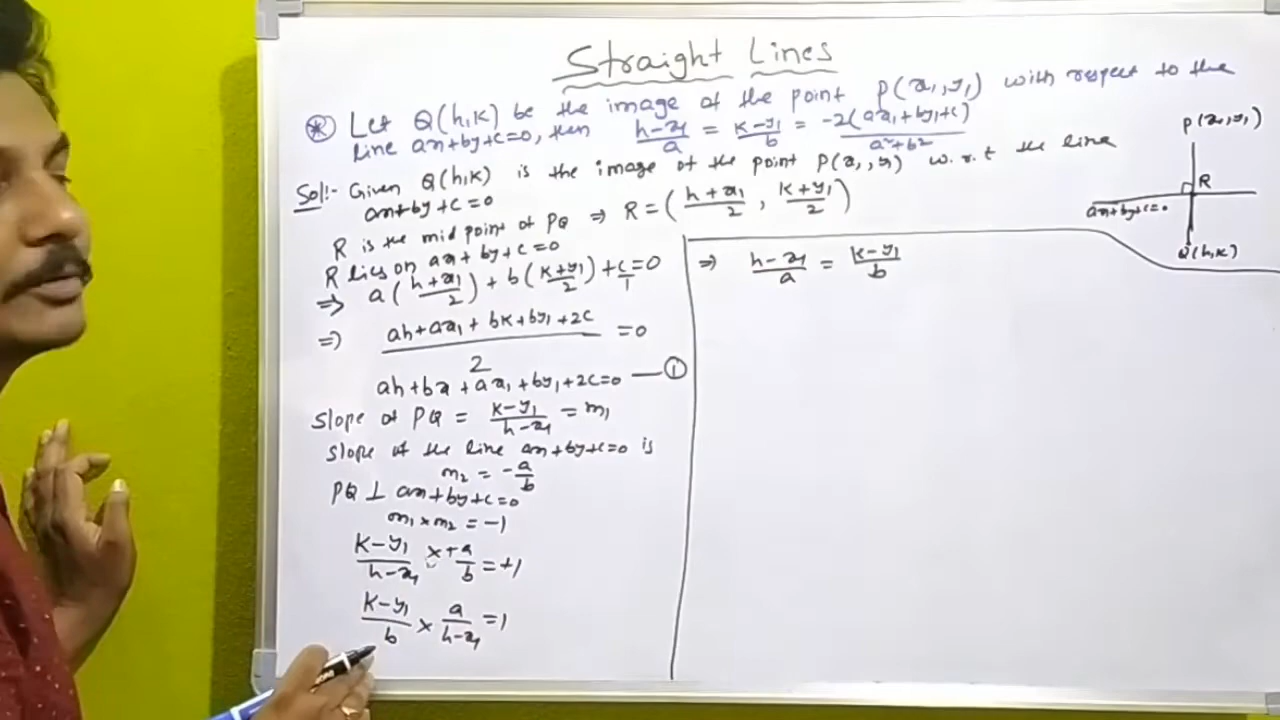 Straight Lines
⊛ Let Q(h,k) be the image of the point P(x₁,y₁) with respect to the
line ax+by+c=0, then (h-x₁)/a = (k-y₁)/b = -2(ax₁+by₁+c)/(a²+b²)
Sol:- Given Q(h,k) is the image of the point P(x₁,y₁) w.r.t the line
ax+by+c=0
R is the mid point of PQ ⇒ R = ((h+x₁)/2, (k+y₁)/2)
R lies on ax+by+c=0
⇒ a((h+x₁)/2) + b((k+y₁)/2) + c/1 = 0
⇒ (ah+ax₁+bk+by₁+2c)/2 = 0
ah+bx+ax₁+by₁+2c=0 — ①
Slope of PQ = (k-y₁)/(h-x₁) = m₁
Slope of the line ax+by+c=0 is
m₂ = -a/b
PQ ⊥ ax+by+c=0
m₁×m₂ = -1
(k-y₁)/(h-x₁) × +a/b = +1
(k-y₁)/b × a/(h-x₁) = 1
⇒ (h-x₁)/a = (k-y₁)/b
P(x₁,y₁)
R
ax+by+c=0
Q(h,k)